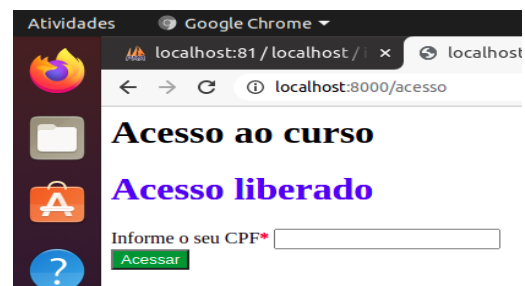 Atividades Google Chrome
localhost:81 / localhost / i × localhost
localhost:8000/acesso
Acesso ao curso
Acesso liberado
Informe o seu CPF*
Acessar